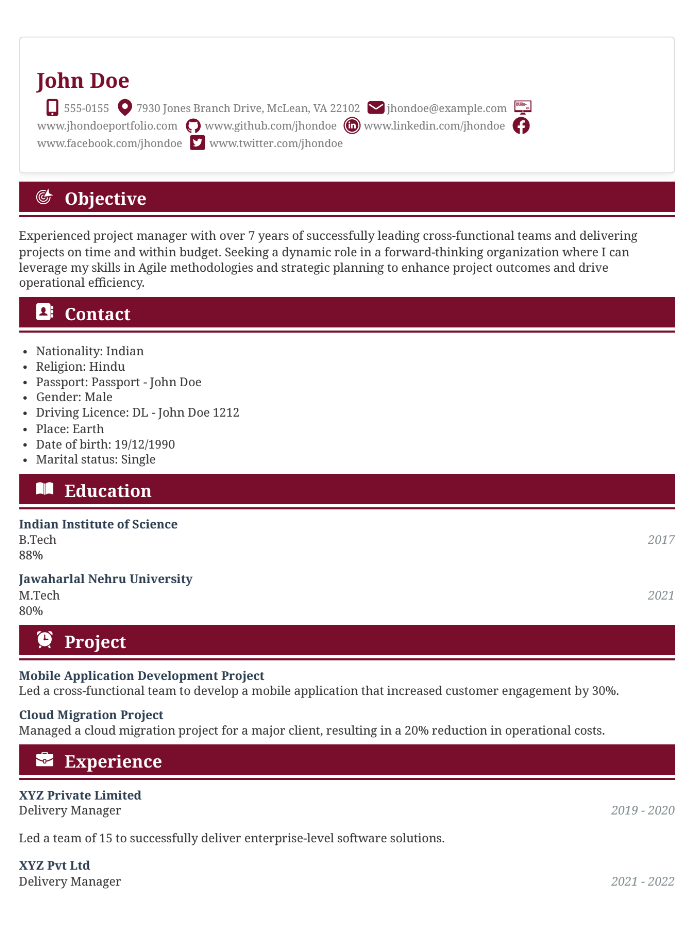 John Doe
555-0155 7930 Jones Branch Drive, McLean, VA 22102 jhondoe@example.com
www.jhondoeportfolio.com www.github.com/jhondoe www.linkedin.com/jhondoe
www.facebook.com/jhondoe www.twitter.com/jhondoe
Objective
Experienced project manager with over 7 years of successfully leading cross-functional teams and delivering
projects on time and within budget. Seeking a dynamic role in a forward-thinking organization where I can
leverage my skills in Agile methodologies and strategic planning to enhance project outcomes and drive
operational efficiency.
Contact
• Nationality: Indian
• Religion: Hindu
• Passport: Passport - John Doe
• Gender: Male
• Driving Licence: DL - John Doe 1212
• Place: Earth
• Date of birth: 19/12/1990
• Marital status: Single
Education
Indian Institute of Science
B.Tech 2017
88%
Jawaharlal Nehru University
M.Tech 2021
80%
Project
Mobile Application Development Project
Led a cross-functional team to develop a mobile application that increased customer engagement by 30%.
Cloud Migration Project
Managed a cloud migration project for a major client, resulting in a 20% reduction in operational costs.
Experience
XYZ Private Limited
Delivery Manager 2019 - 2020
Led a team of 15 to successfully deliver enterprise-level software solutions.
XYZ Pvt Ltd
Delivery Manager 2021 - 2022